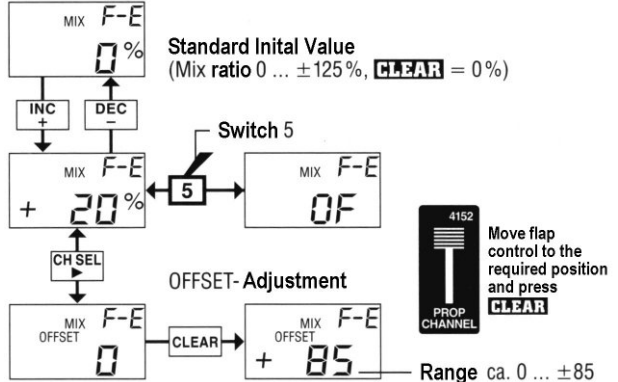 MIX F-E
0 %
Standard Inital Value
(Mix ratio 0 ... ±125%, CLEAR = 0%)
INC
+
DEC
−
Switch 5
MIX F-E
+ 20 %
5
MIX F-E
OF
CH SEL
▶
OFFSET- Adjustment
4152
PROP
CHANNEL
Move flap
control to the
required position
and press
CLEAR
MIX F-E
OFFSET
0
CLEAR
MIX F-E
OFFSET
+ 85
Range ca. 0 ... ±85